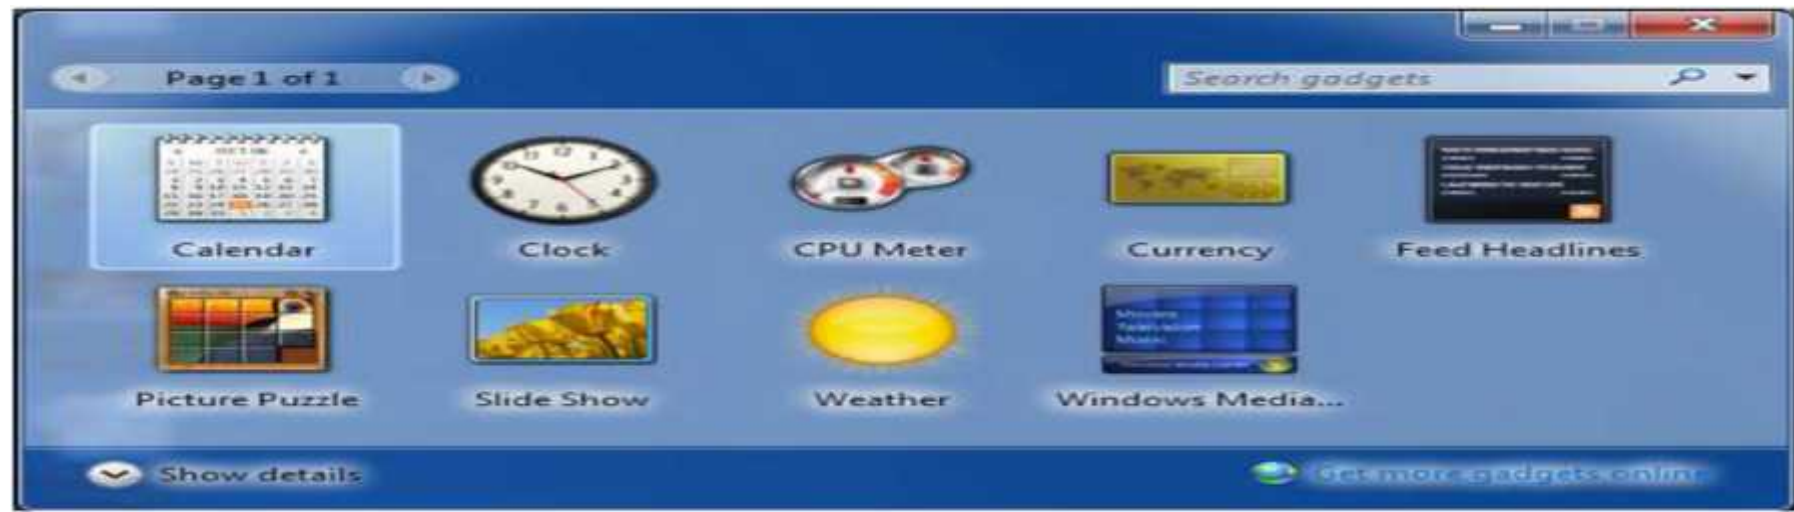 Page 1 of 1
Search gadgets
Calendar
Clock
CPU Meter
Currency
Feed Headlines
Picture Puzzle
Slide Show
Weather
Windows Media...
Show details
Get more gadgets online